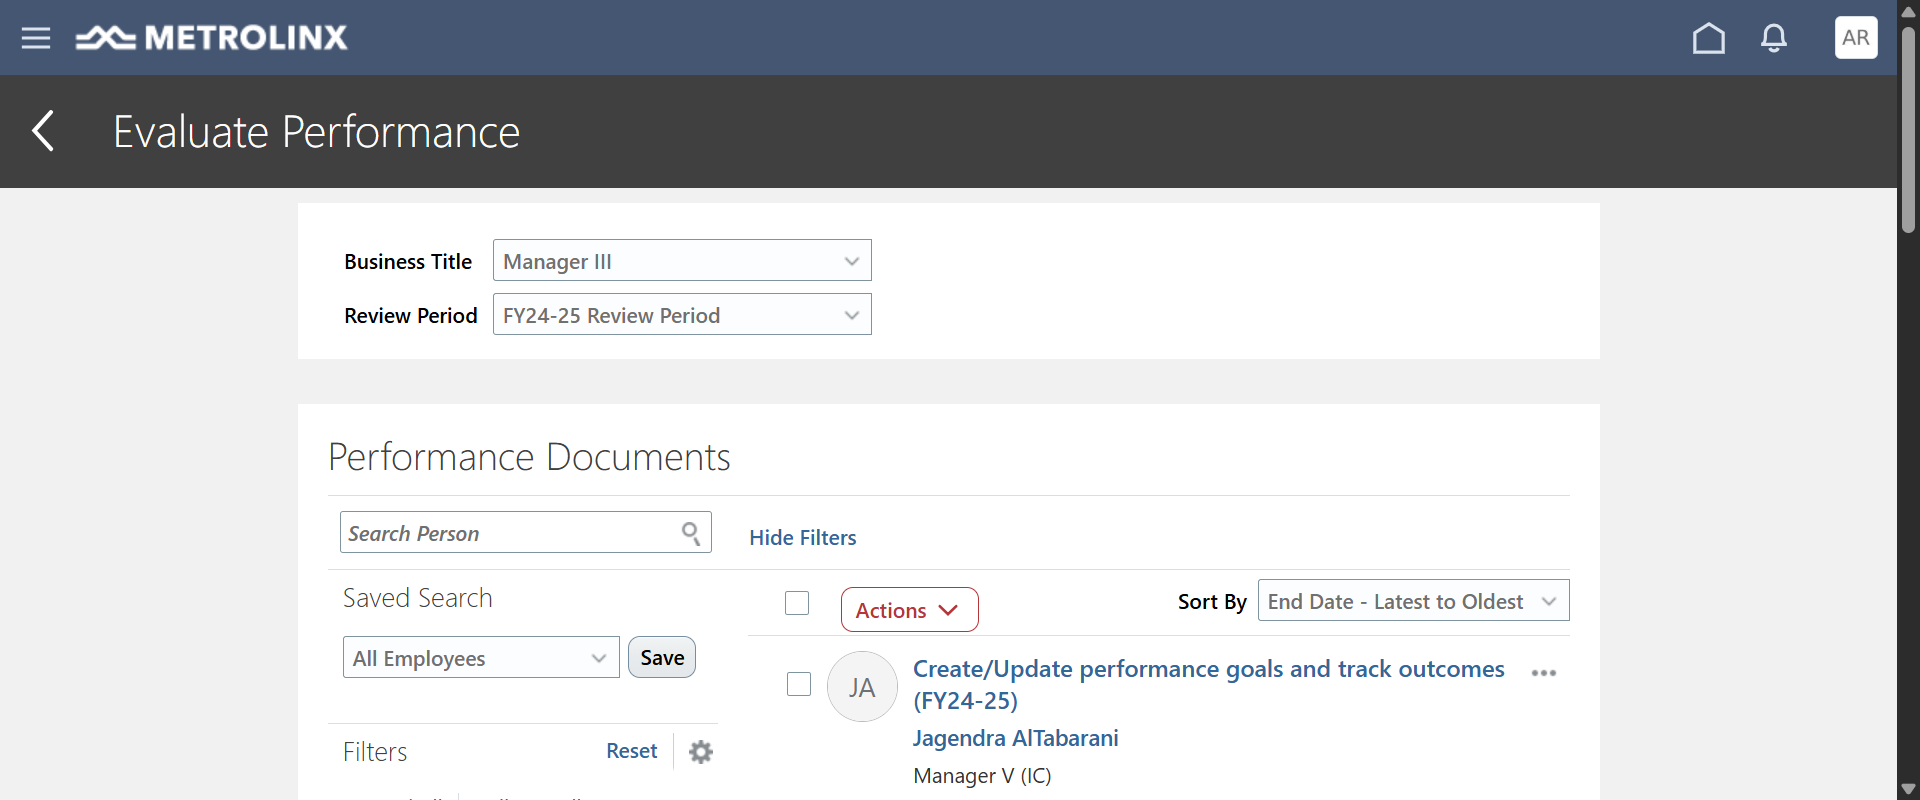 METROLINX
AR
Evaluate Performance
Business Title
Manager III
Review Period
FY24-25 Review Period
Performance Documents
Search Person
Hide Filters
Saved Search
Actions
Sort By
End Date - Latest to Oldest
All Employees
Save
JA
Create/Update performance goals and track outcomes
(FY24-25)
Jagendra AlTabarani
Manager V (IC)
Filters
Reset